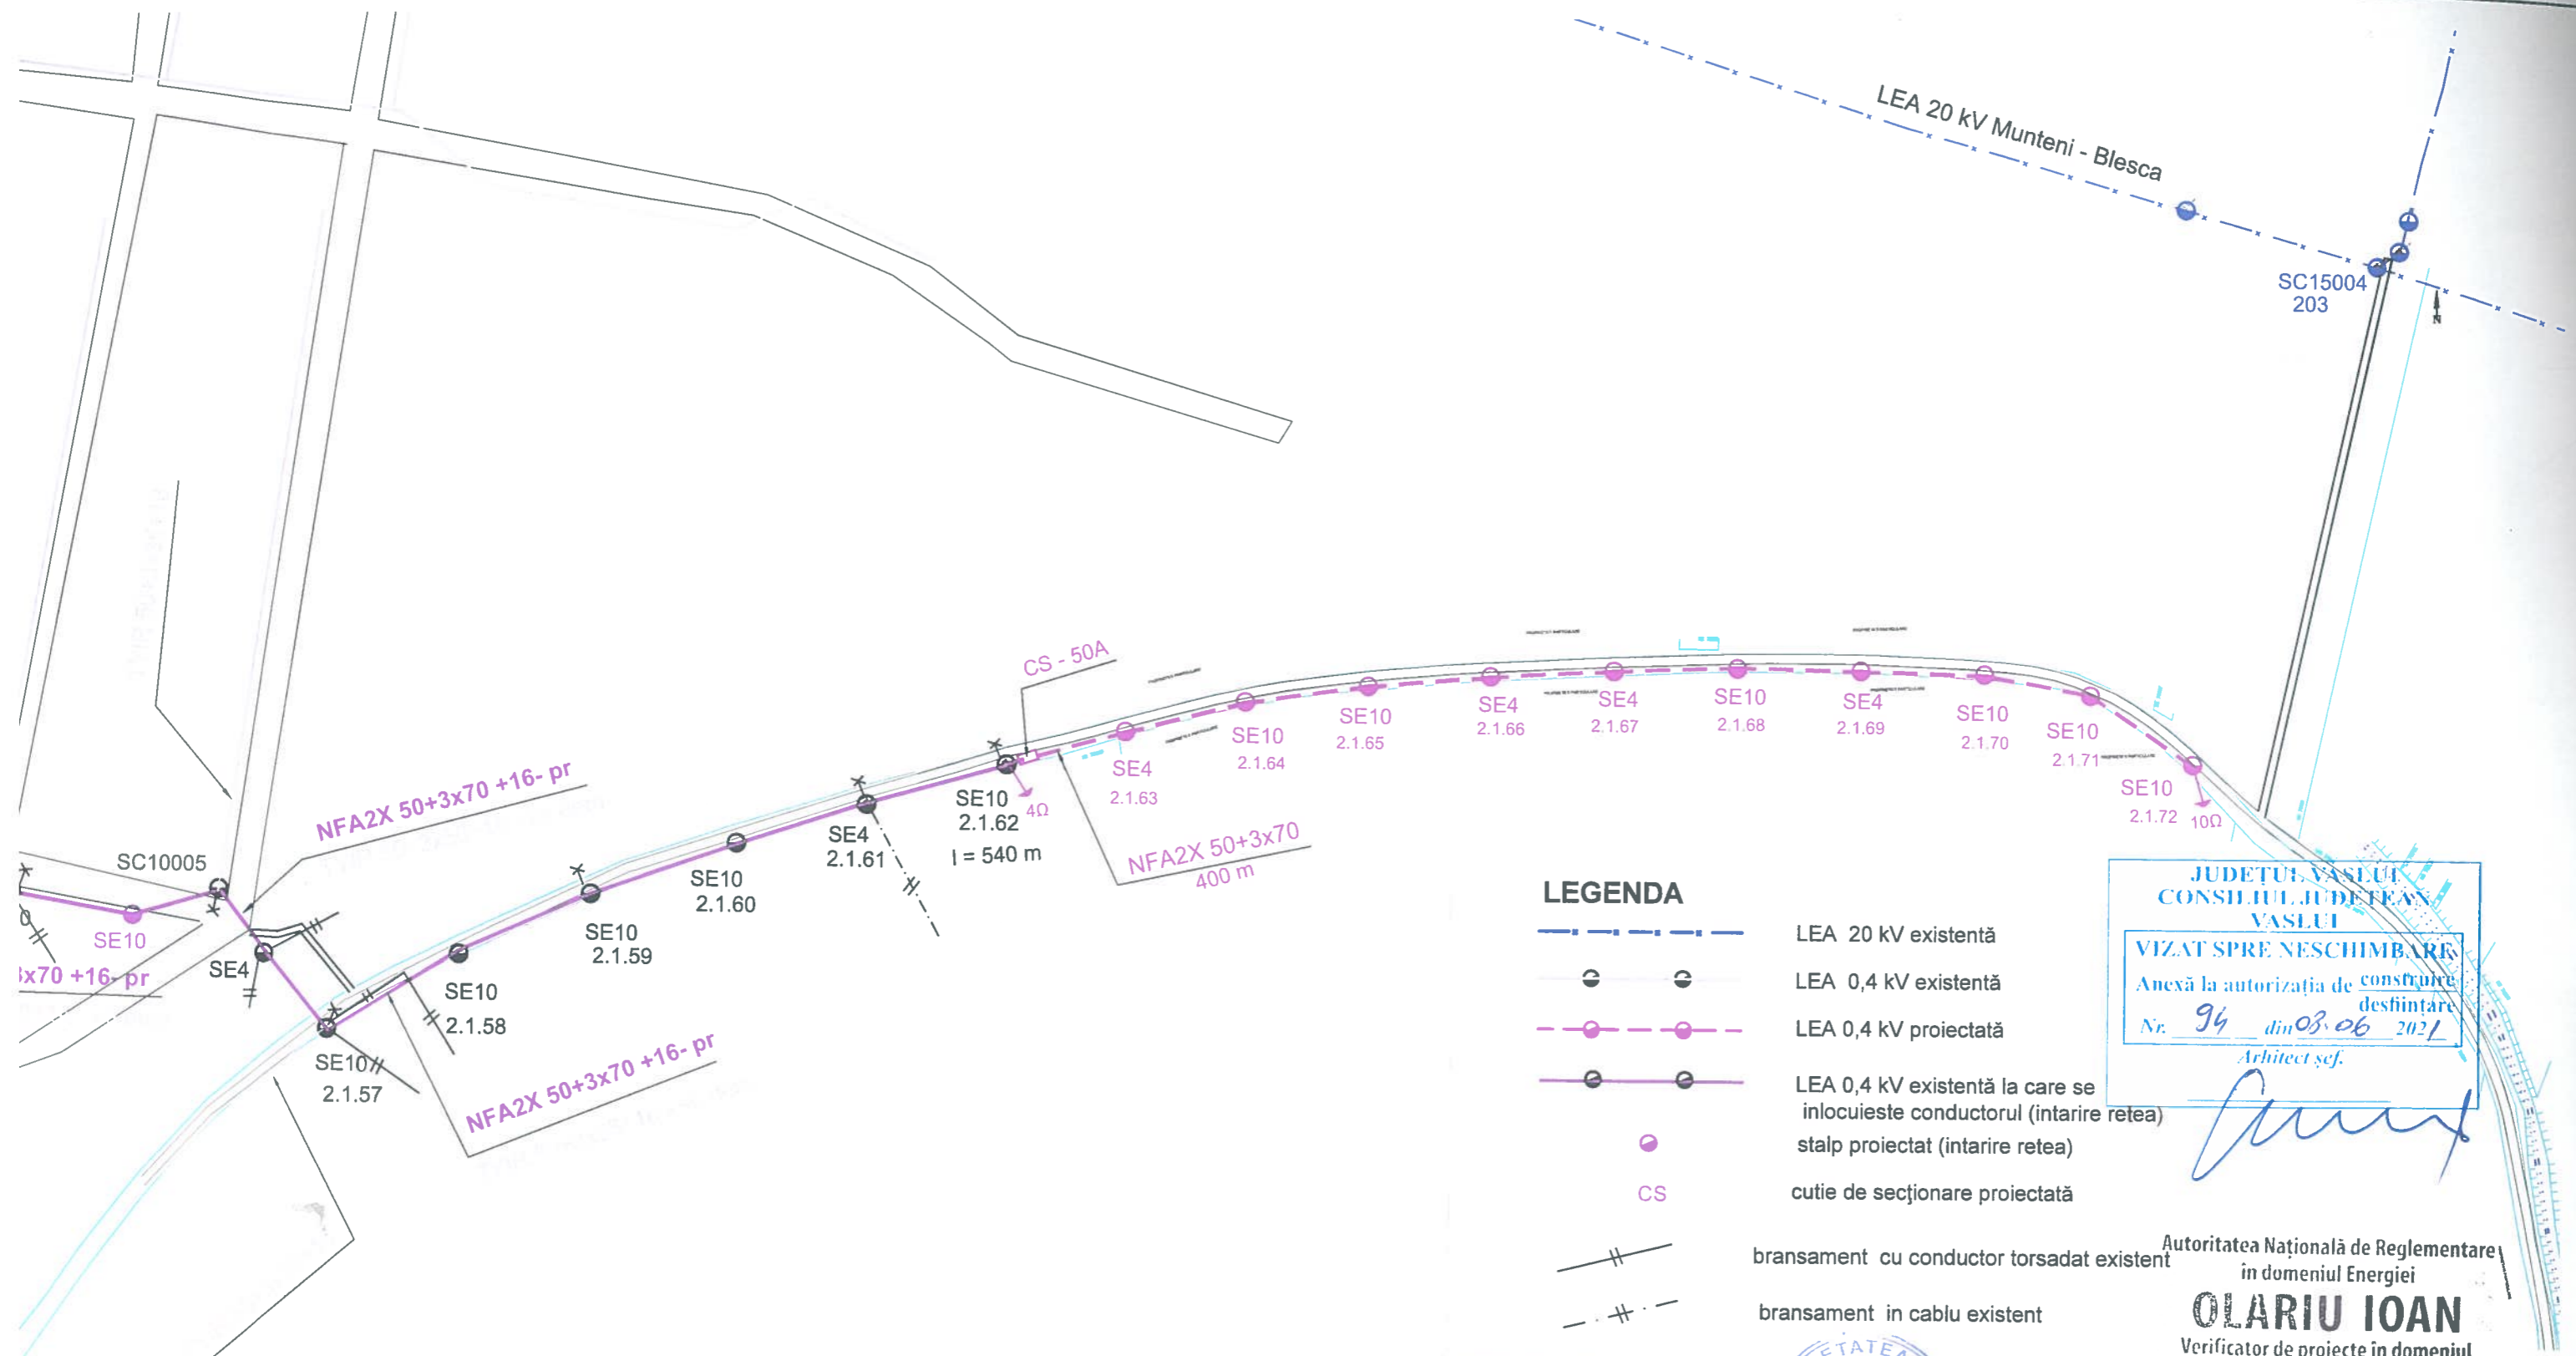 LEA 20 kV Munteni - Blesca
SC15004
203
N
CS - 50A
SE4
2.1.63
SE10
2.1.64
SE10
2.1.65
SE4
2.1.66
SE4
2.1.67
SE10
2.1.68
SE4
2.1.69
SE10
2.1.70
SE10
2.1.71
SE10
2.1.72
10Ω
NFA2X 50+3x70
400 m
SE10
2.1.62
4Ω
l = 540 m
SE4
2.1.61
SE10
2.1.60
SE10
2.1.59
SE10
2.1.58
SE10
2.1.57
NFA2X 50+3x70 +16- pr
NFA2X 50+3x70 +16- pr
SC10005
SE10
SE4
x70 +16- pr
LEGENDA
LEA 20 kV existentă
LEA 0,4 kV existentă
LEA 0,4 kV proiectată
LEA 0,4 kV existentă la care se
inlocuieste conductorul (intarire retea)
stalp proiectat (intarire retea)
CS cutie de secţionare proiectată
bransament cu conductor torsadat existent
bransament in cablu existent
JUDEŢUL VASLUI
CONSILIUL JUDEŢEAN
VASLUI
VIZAT SPRE NESCHIMBARE
Anexă la autorizaţia de construire
desfiinţare
Nr. 94 din 03.06 2021
Arhitect şef.
Autoritatea Naţională de Reglementare
în domeniul Energiei
OLARIU IOAN
Verificator de proiecte în domeniul